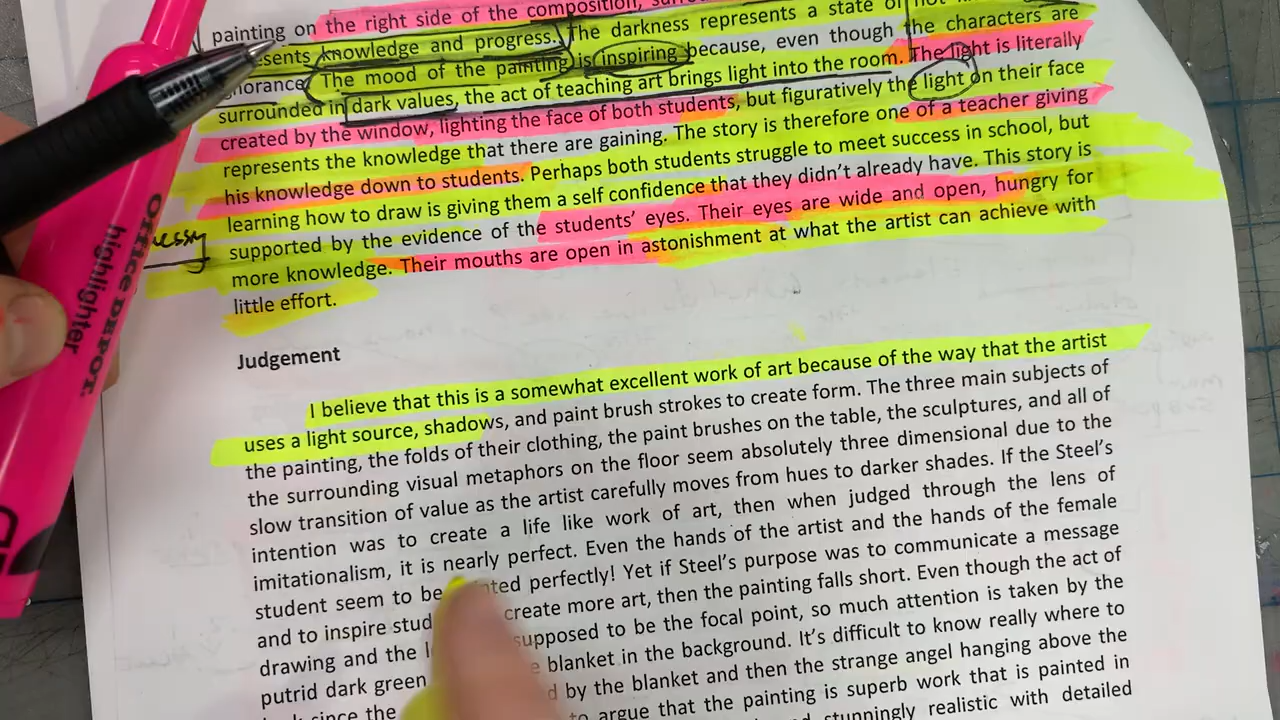 painting on the right side of the composition,
knowledge and progress. The darkness represents a state of
ignorance. The mood of the painting is inspiring because, even though the characters are
surrounded in dark values, the act of teaching art brings light into the room. The light is literally
created by the window, lighting the face of both students, but figuratively the light on their face
represents the knowledge that there are gaining. The story is therefore one of a teacher giving
his knowledge down to students. Perhaps both students struggle to meet success in school, but
learning how to draw is giving them a self confidence that they didn't already have. This story is
supported by the evidence of the students' eyes. Their eyes are wide and open, hungry for
more knowledge. Their mouths are open in astonishment at what the artist can achieve with
little effort.
Judgement
I believe that this is a somewhat excellent work of art because of the way that the artist
uses a light source, shadows, and paint brush strokes to create form. The three main subjects of
the painting, the folds of their clothing, the paint brushes on the table, the sculptures, and all of
the surrounding visual metaphors on the floor seem absolutely three dimensional due to the
slow transition of value as the artist carefully moves from hues to darker shades. If the Steel's
intention was to create a life like work of art, then when judged through the lens of
imitationalism, it is nearly perfect. Even the hands of the artist and the hands of the female
student seem to be perfectly! Yet if Steel's purpose was to communicate a message
and to inspire create more art, then the painting falls short. Even though the act of
drawing and the supposed to be the focal point, so much attention is taken by the
putrid dark green blanket in the background. It's difficult to know really where to
since the by the blanket and then the strange angel hanging above the
to argue that the painting is superb work that is painted in
stunningly realistic with detailed
Office DEPOT
highlighter